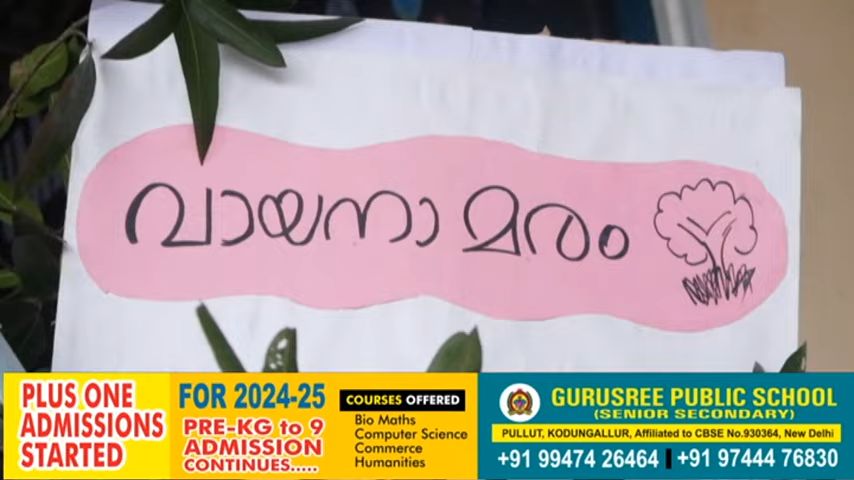 വായനാ മരം
PLUS ONE
ADMISSIONS
STARTED
FOR 2024-25
PRE-KG to 9
ADMISSION
CONTINUES.....
COURSES OFFERED
Bio Maths
Computer Science
Commerce
Humanities
GURUSREE PUBLIC SCHOOL
(SENIOR SECONDARY)
PULLUT, KODUNGALLUR, Affiliated to CBSE No.930364, New Delhi
+91 99474 26464 | +91 97444 76830